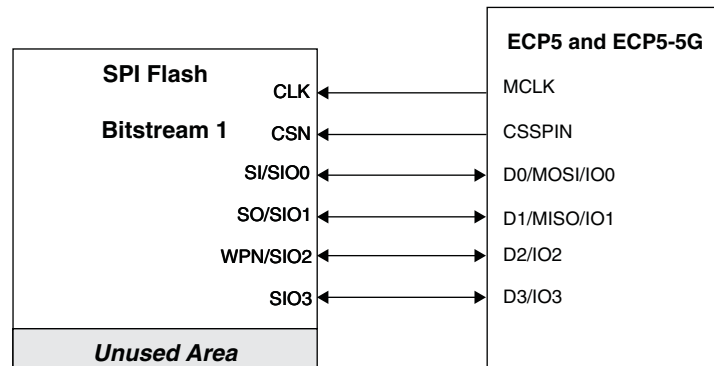 SPI Flash
Bitstream 1
CLK
CSN
SI/SIO0
SO/SIO1
WPN/SIO2
SIO3
Unused Area
ECP5 and ECP5-5G
MCLK
CSSPIN
D0/MOSI/IO0
D1/MISO/IO1
D2/IO2
D3/IO3